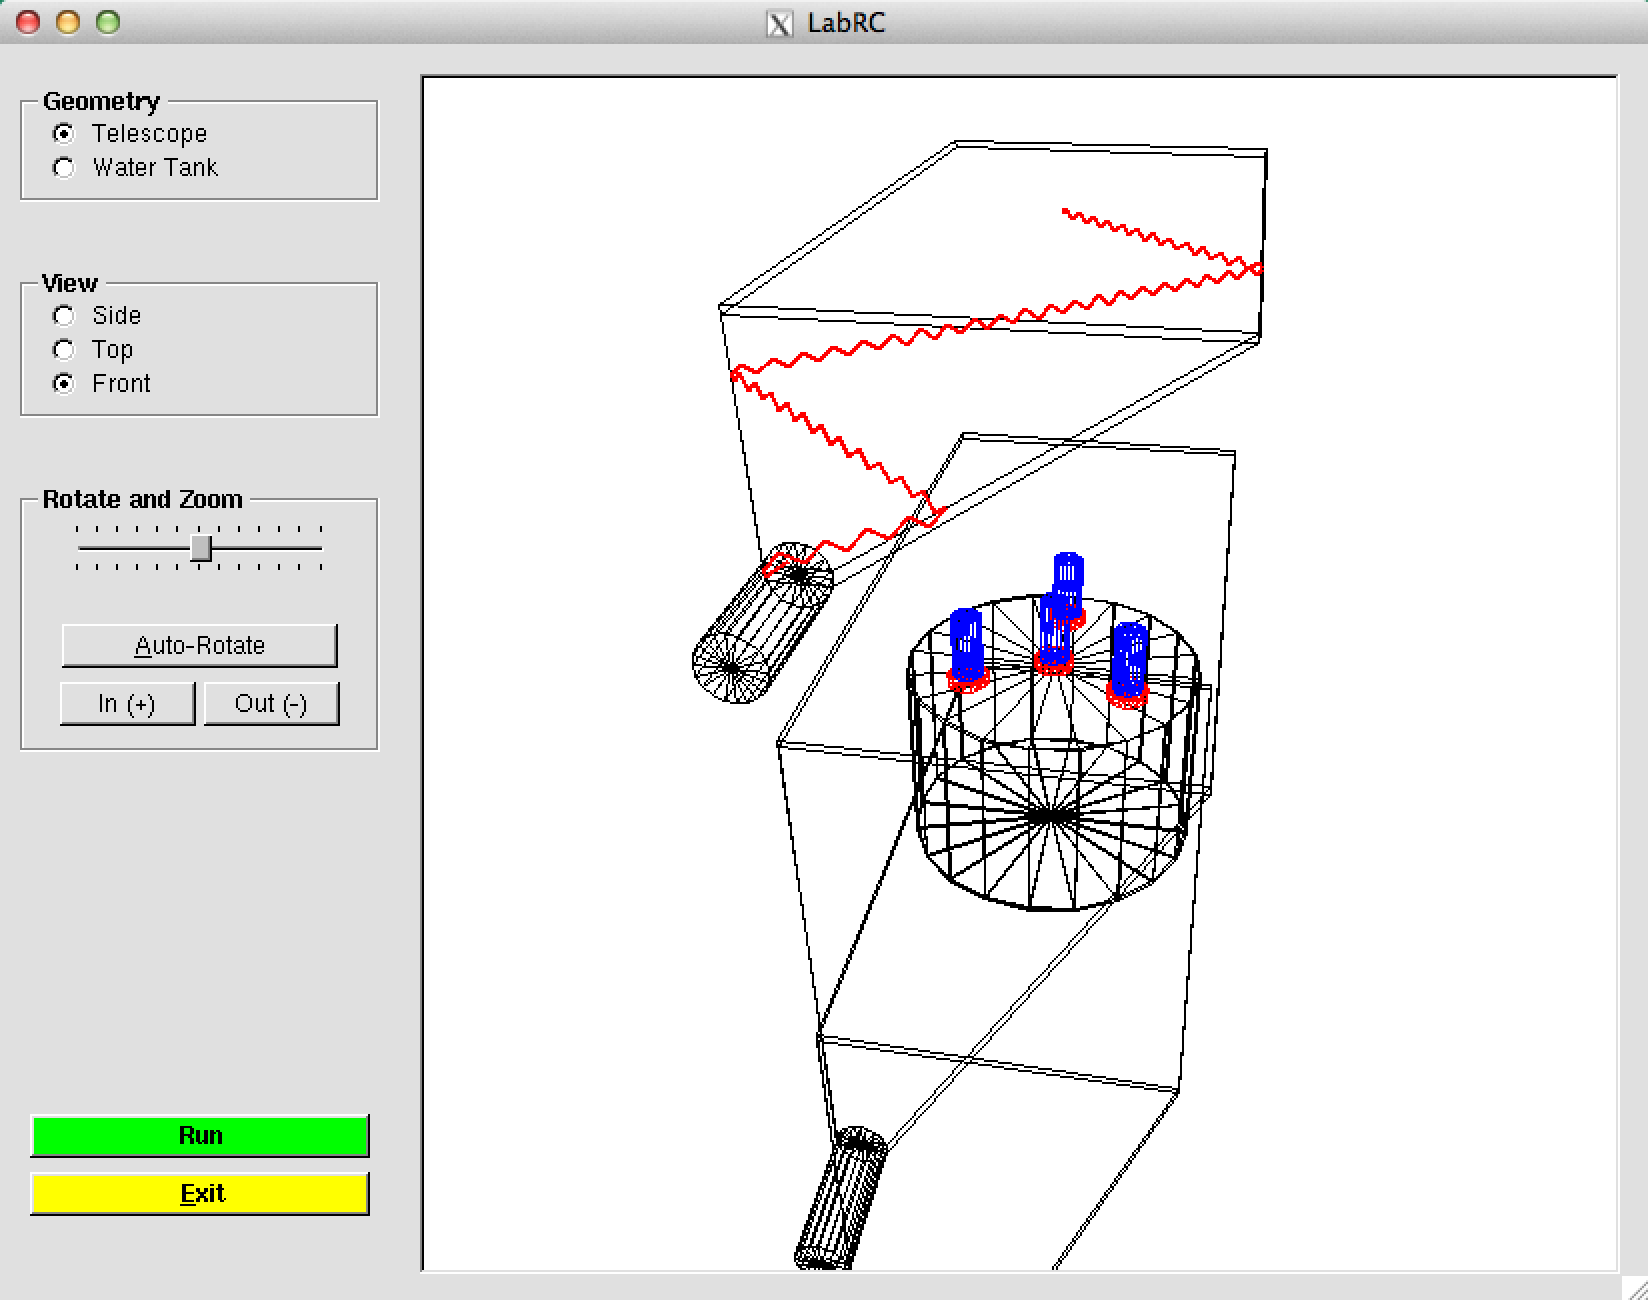 LabRC
Geometry
Telescope
Water Tank
View
Side
Top
Front
Rotate and Zoom
Auto-Rotate
In (+)
Out (-)
Run
Exit